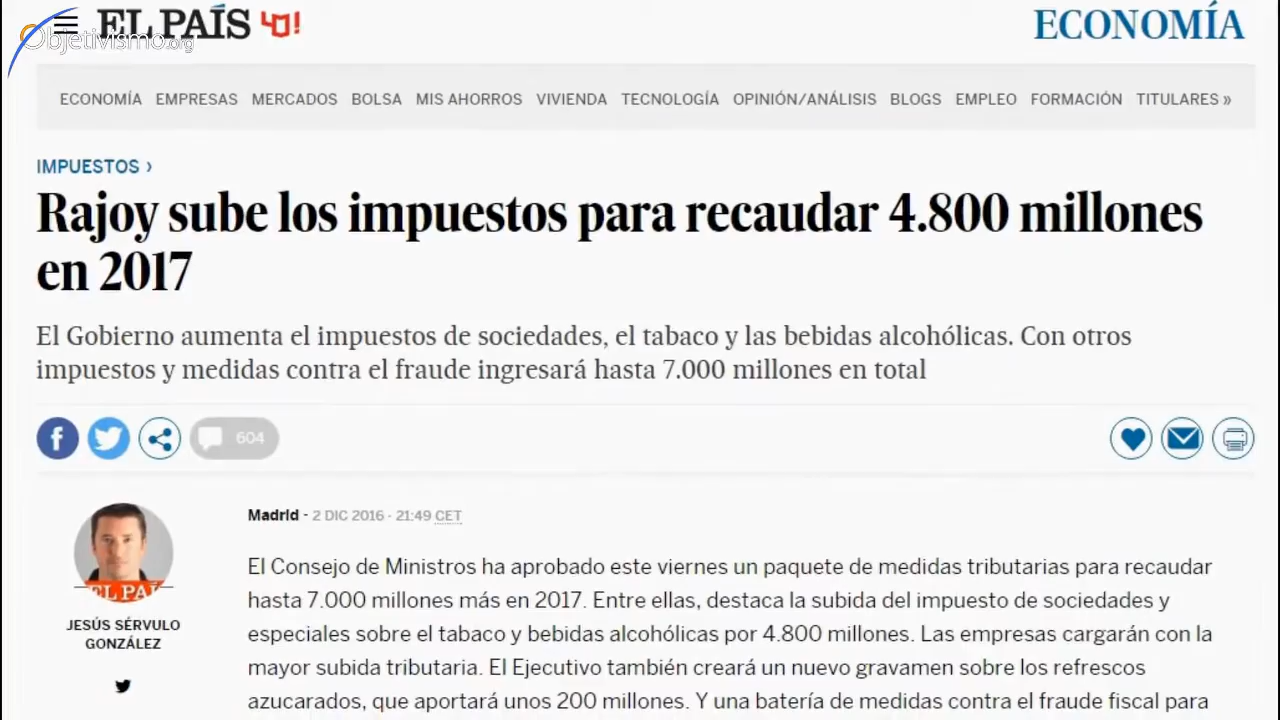 EL PAÍS 40!
Objetivismo.org
ECONOMÍA
ECONOMÍA EMPRESAS MERCADOS BOLSA MIS AHORROS VIVIENDA TECNOLOGÍA OPINIÓN/ANÁLISIS BLOGS EMPLEO FORMACIÓN TITULARES »
IMPUESTOS ›
Rajoy sube los impuestos para recaudar 4.800 millones
en 2017
El Gobierno aumenta el impuestos de sociedades, el tabaco y las bebidas alcohólicas. Con otros
impuestos y medidas contra el fraude ingresará hasta 7.000 millones en total
604
EL PAÍ
JESÚS SÉRVULO
GONZÁLEZ
Madrid - 2 DIC 2016 - 21:49 CET
El Consejo de Ministros ha aprobado este viernes un paquete de medidas tributarias para recaudar
hasta 7.000 millones más en 2017. Entre ellas, destaca la subida del impuesto de sociedades y
especiales sobre el tabaco y bebidas alcohólicas por 4.800 millones. Las empresas cargarán con la
mayor subida tributaria. El Ejecutivo también creará un nuevo gravamen sobre los refrescos
azucarados, que aportará unos 200 millones. Y una batería de medidas contra el fraude fiscal para